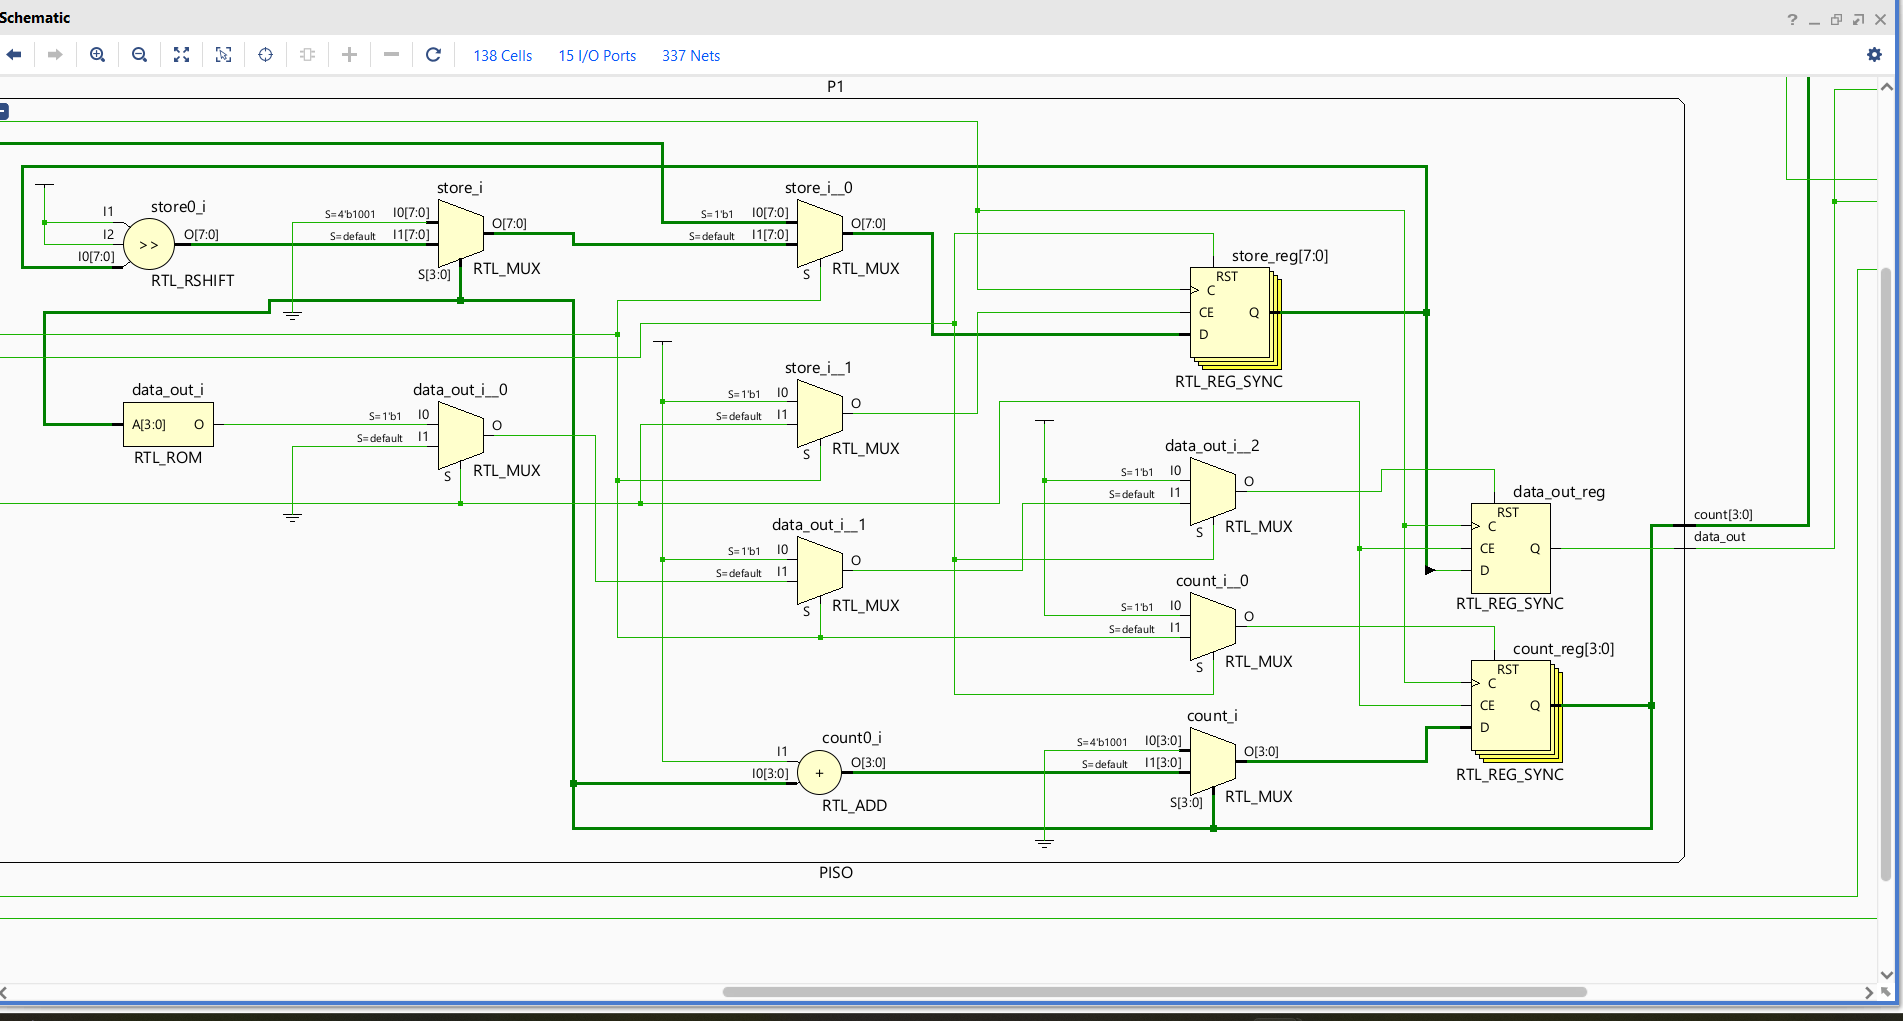 Schematic
138 Cells 15 I/O Ports 337 Nets
P1
store_i
S=4'b1001 I0[7:0]
S=default I1[7:0]
O[7:0]
S[3:0]
RTL_MUX
store_i__0
S=1'b1 I0[7:0]
S=default I1[7:0]
O[7:0]
S
RTL_MUX
store0_i
I1
I2
I0[7:0]
>>
O[7:0]
RTL_RSHIFT
store_reg[7:0]
RST
C
CE
D
Q
RTL_REG_SYNC
data_out_i
A[3:0] O
RTL_ROM
data_out_i__0
S=1'b1 I0
S=default I1
O
S
RTL_MUX
store_i__1
S=1'b1 I0
S=default I1
O
S
RTL_MUX
data_out_i__2
S=1'b1 I0
S=default I1
O
S
RTL_MUX
data_out_i__1
S=1'b1 I0
S=default I1
O
S
RTL_MUX
data_out_reg
RST
C
CE
D
Q
RTL_REG_SYNC
count[3:0]
data_out
count_i__0
S=1'b1 I0
S=default I1
O
S
RTL_MUX
count_reg[3:0]
RST
C
CE
D
Q
RTL_REG_SYNC
count0_i
I1
I0[3:0]
+
O[3:0]
RTL_ADD
count_i
S=4'b1001 I0[3:0]
S=default I1[3:0]
O[3:0]
S[3:0]
RTL_MUX
PISO